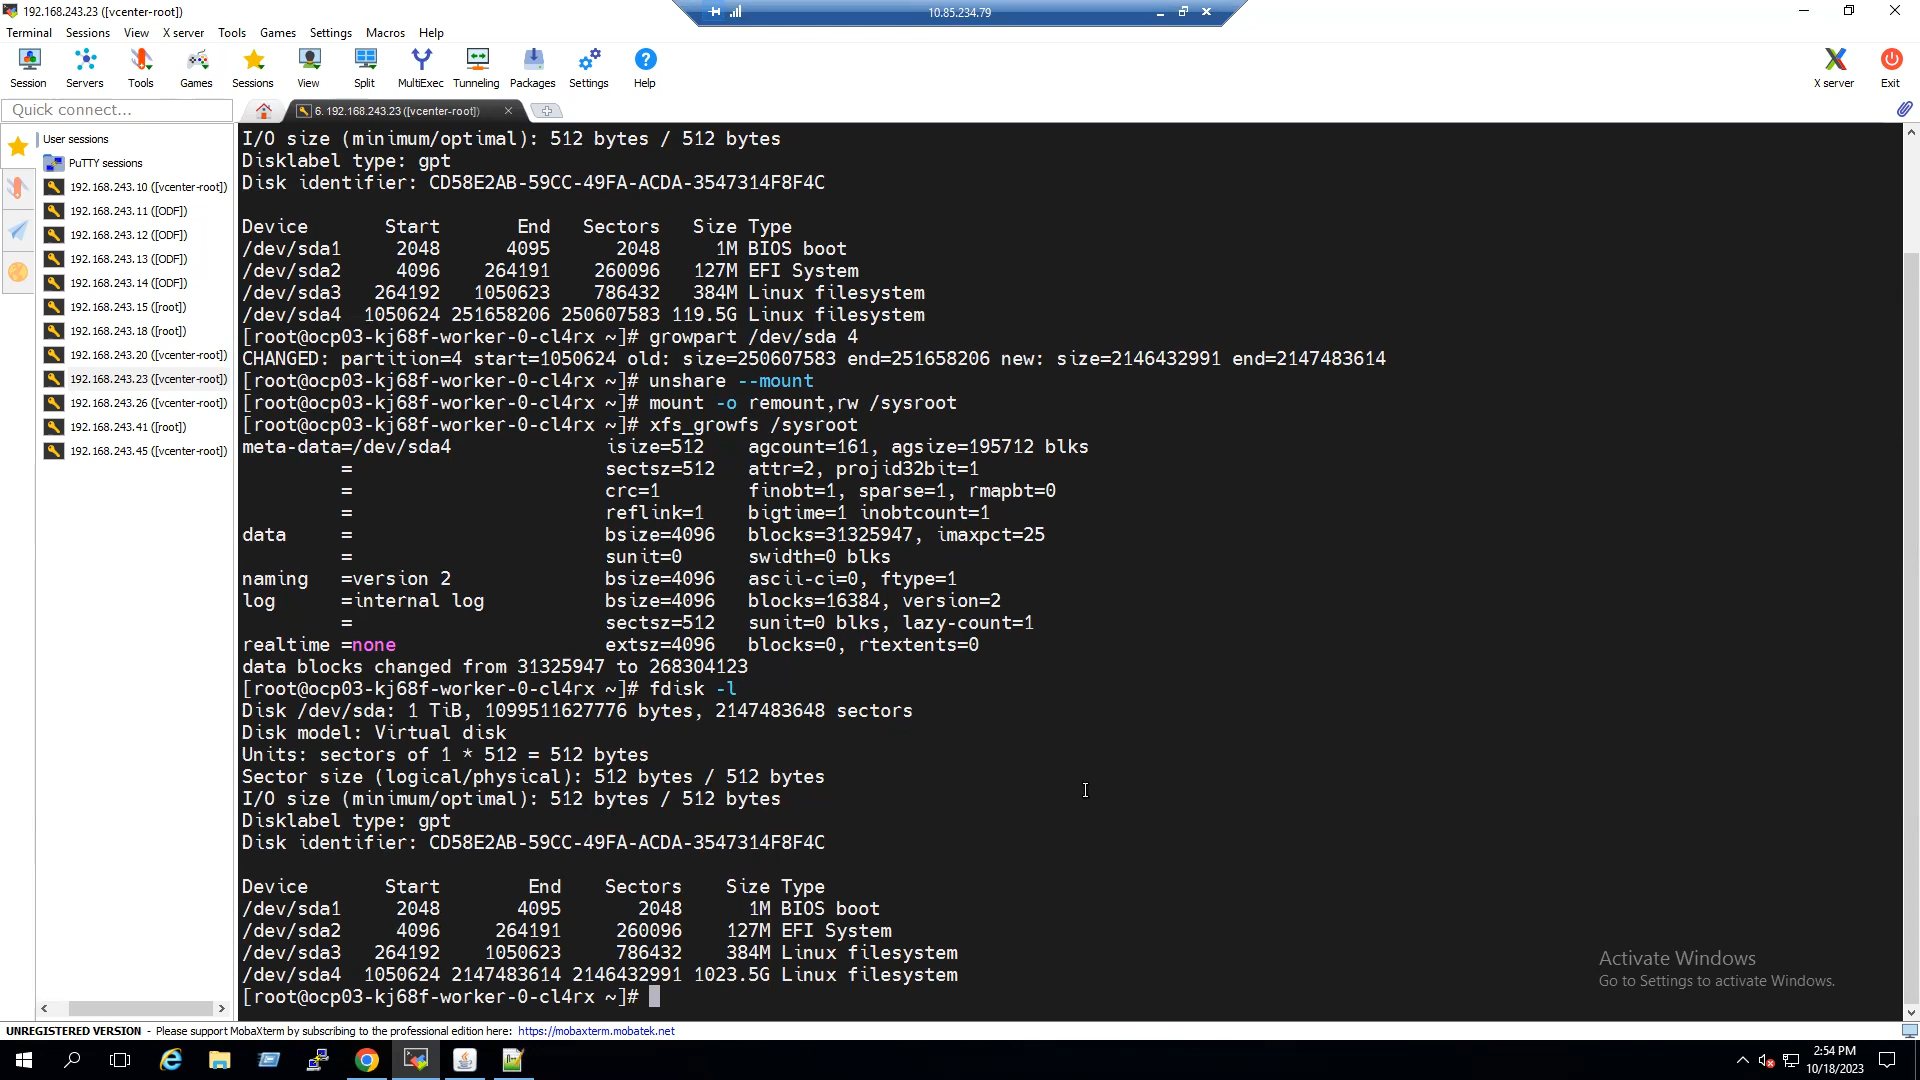 192.168.243.23 ([vcenter-root])
10.85.234.79
Terminal Sessions View X server Tools Games Settings Macros Help
Session Servers Tools Games Sessions View Split MultiExec Tunneling Packages Settings Help X server Exit
Quick connect...
6. 192.168.243.23 ([vcenter-root])
User sessions
PuTTY sessions
192.168.243.10 ([vcenter-root])
192.168.243.11 ([ODF])
192.168.243.12 ([ODF])
192.168.243.13 ([ODF])
192.168.243.14 ([ODF])
192.168.243.15 ([root])
192.168.243.18 ([root])
192.168.243.20 ([vcenter-root])
192.168.243.23 ([vcenter-root])
192.168.243.26 ([vcenter-root])
192.168.243.41 ([root])
192.168.243.45 ([vcenter-root])
I/O size (minimum/optimal): 512 bytes / 512 bytes
Disklabel type: gpt
Disk identifier: CD58E2AB-59CC-49FA-ACDA-3547314F8F4C
Device Start End Sectors Size Type
/dev/sda1 2048 4095 2048 1M BIOS boot
/dev/sda2 4096 264191 260096 127M EFI System
/dev/sda3 264192 1050623 786432 384M Linux filesystem
/dev/sda4 1050624 251658206 250607583 119.5G Linux filesystem
[root@ocp03-kj68f-worker-0-cl4rx ~]# growpart /dev/sda 4
CHANGED: partition=4 start=1050624 old: size=250607583 end=251658206 new: size=2146432991 end=2147483614
[root@ocp03-kj68f-worker-0-cl4rx ~]# unshare --mount
[root@ocp03-kj68f-worker-0-cl4rx ~]# mount -o remount,rw /sysroot
[root@ocp03-kj68f-worker-0-cl4rx ~]# xfs_growfs /sysroot
meta-data=/dev/sda4 isize=512 agcount=161, agsize=195712 blks
= sectsz=512 attr=2, projid32bit=1
= crc=1 finobt=1, sparse=1, rmapbt=0
= reflink=1 bigtime=1 inobtcount=1
data = bsize=4096 blocks=31325947, imaxpct=25
= sunit=0 swidth=0 blks
naming =version 2 bsize=4096 ascii-ci=0, ftype=1
log =internal log bsize=4096 blocks=16384, version=2
= sectsz=512 sunit=0 blks, lazy-count=1
realtime =none extsz=4096 blocks=0, rtextents=0
data blocks changed from 31325947 to 268304123
[root@ocp03-kj68f-worker-0-cl4rx ~]# fdisk -l
Disk /dev/sda: 1 TiB, 1099511627776 bytes, 2147483648 sectors
Disk model: Virtual disk
Units: sectors of 1 * 512 = 512 bytes
Sector size (logical/physical): 512 bytes / 512 bytes
I/O size (minimum/optimal): 512 bytes / 512 bytes
Disklabel type: gpt
Disk identifier: CD58E2AB-59CC-49FA-ACDA-3547314F8F4C
Device Start End Sectors Size Type
/dev/sda1 2048 4095 2048 1M BIOS boot
/dev/sda2 4096 264191 260096 127M EFI System
/dev/sda3 264192 1050623 786432 384M Linux filesystem
/dev/sda4 1050624 2147483614 2146432991 1023.5G Linux filesystem
[root@ocp03-kj68f-worker-0-cl4rx ~]#
Activate Windows
Go to Settings to activate Windows.
UNREGISTERED VERSION - Please support MobaXterm by subscribing to the professional edition here: https://mobaxterm.mobatek.net
2:54 PM
10/18/2023